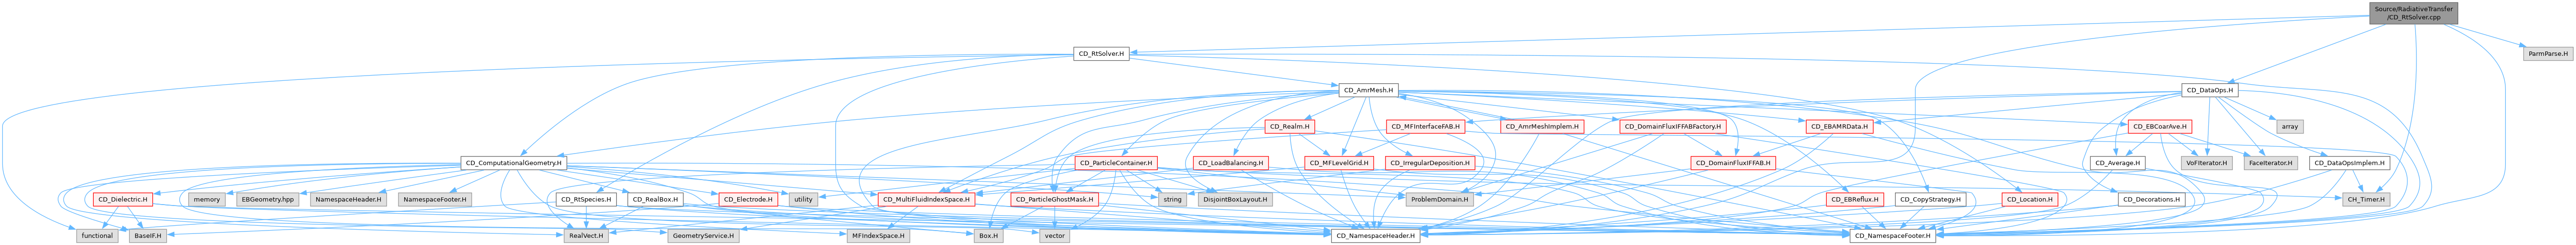 Source/RadiativeTransfer
/CD_RtSolver.cpp
CD_RtSolver.H
ParmParse.H
CD_AmrMesh.H
CD_DataOps.H
CD_Realm.H
CD_MFInterfaceFAB.H
CD_AmrMeshImplem.H
CD_DomainFluxIFFABFactory.H
CD_EBAMRData.H
CD_EBCoarAve.H
array
CD_ComputationalGeometry.H
CD_ParticleContainer.H
CD_LoadBalancing.H
CD_MFLevelGrid.H
CD_IrregularDeposition.H
CD_DomainFluxIFFAB.H
CD_Average.H
VoFIterator.H
FaceIterator.H
CD_DataOpsImplem.H
CD_Dielectric.H
memory
EBGeometry.hpp
NamespaceHeader.H
NamespaceFooter.H
CD_RtSpecies.H
CD_RealBox.H
CD_Electrode.H
utility
CD_MultiFluidIndexSpace.H
CD_ParticleGhostMask.H
string
DisjointBoxLayout.H
ProblemDomain.H
CD_EBReflux.H
CD_CopyStrategy.H
CD_Location.H
CD_Decorations.H
CH_Timer.H
functional
BaseIF.H
RealVect.H
GeometryService.H
MFIndexSpace.H
Box.H
vector
CD_NamespaceHeader.H
CD_NamespaceFooter.H